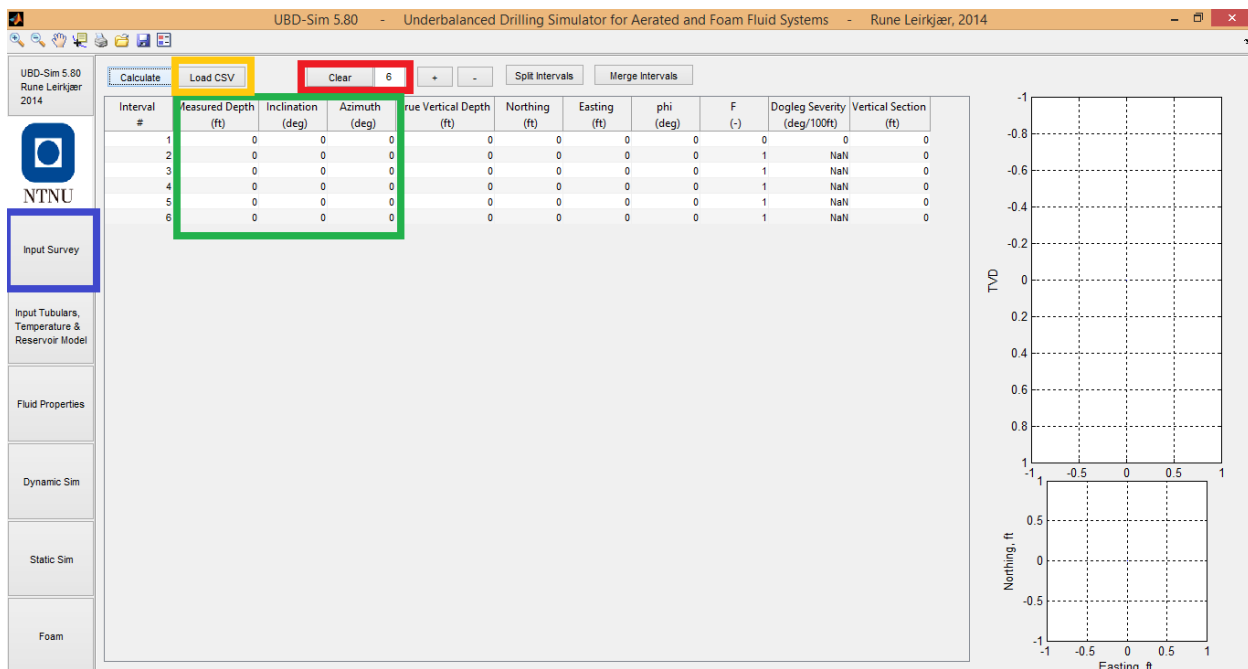 UBD-Sim 5.80 - Underbalanced Drilling Simulator for Aerated and Foam Fluid Systems - Rune Leirkjær, 2014
UBD-Sim 5.80
Rune Leirkjær
2014
NTNU
Input Survey
Input Tubulars,
Temperature &
Reservoir Model
Fluid Properties
Dynamic Sim
Static Sim
Foam
Calculate Load CSV Clear 6 + - Split Intervals Merge Intervals
Interval Measured Depth Inclination Azimuth rue Vertical Depth Northing Easting phi F Dogleg Severity Vertical Section
# (ft) (deg) (deg) (ft) (ft) (ft) (deg) (-) (deg/100ft) (ft)
1 0 0 0 0 0 0 0 0 0 0
2 0 0 0 0 0 0 0 1 NaN 0
3 0 0 0 0 0 0 0 1 NaN 0
4 0 0 0 0 0 0 0 1 NaN 0
5 0 0 0 0 0 0 0 1 NaN 0
6 0 0 0 0 0 0 0 1 NaN 0
-1
-0.8
-0.6
-0.4
-0.2
0
0.2
0.4
0.6
0.8
1
TVD
-1 -0.5 0 0.5 1
1
0.5
0
-0.5
-1
Northing, ft
-1 -0.5 0 0.5 1
Easting, ft